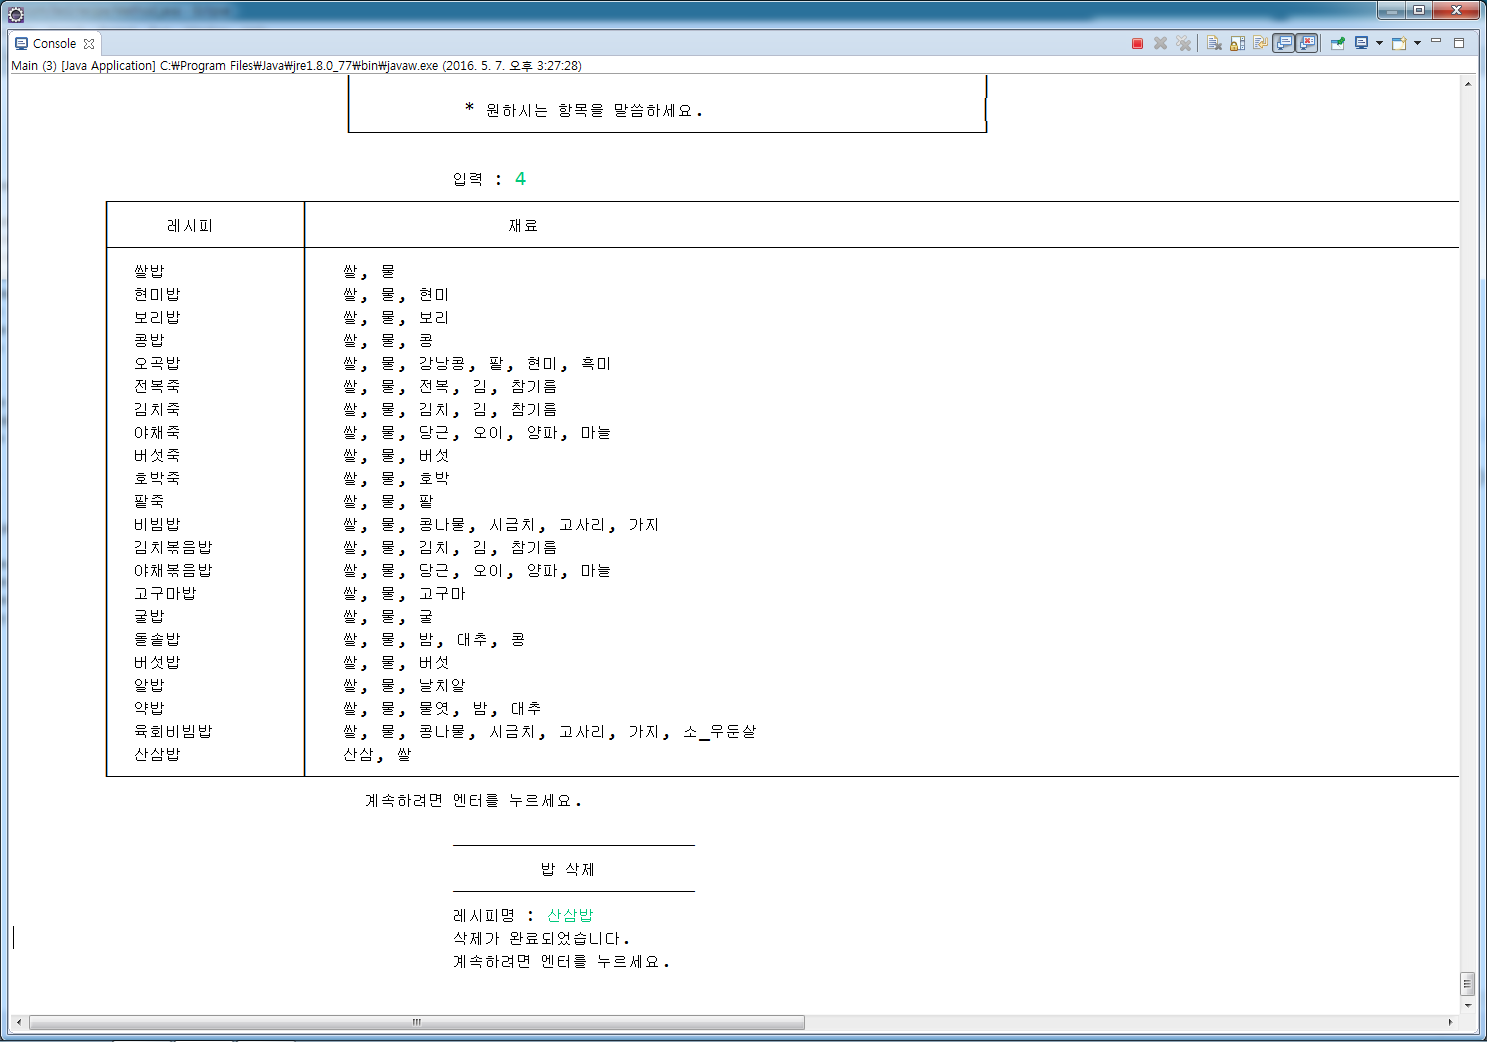 Console
Main (3) [Java Application] C:₩Program Files₩Java₩jre1.8.0_77₩bin₩javaw.exe (2016. 5. 7. 오후 3:27:28)
* 원하시는 항목을 말씀하세요.
입력 : 4
레시피 재료
쌀밥 쌀, 물
현미밥 쌀, 물, 현미
보리밥 쌀, 물, 보리
콩밥 쌀, 물, 콩
오곡밥 쌀, 물, 강낭콩, 팥, 현미, 흑미
전복죽 쌀, 물, 전복, 김, 참기름
김치죽 쌀, 물, 김치, 김, 참기름
야채죽 쌀, 물, 당근, 오이, 양파, 마늘
버섯죽 쌀, 물, 버섯
호박죽 쌀, 물, 호박
팥죽 쌀, 물, 팥
비빔밥 쌀, 물, 콩나물, 시금치, 고사리, 가지
김치볶음밥 쌀, 물, 김치, 김, 참기름
야채볶음밥 쌀, 물, 당근, 오이, 양파, 마늘
고구마밥 쌀, 물, 고구마
굴밥 쌀, 물, 굴
돌솥밥 쌀, 물, 밤, 대추, 콩
버섯밥 쌀, 물, 버섯
알밥 쌀, 물, 날치알
약밥 쌀, 물, 물엿, 밤, 대추
육회비빔밥 쌀, 물, 콩나물, 시금치, 고사리, 가지, 소_우둔살
산삼밥 산삼, 쌀
계속하려면 엔터를 누르세요.
밥 삭제
레시피명 : 산삼밥
삭제가 완료되었습니다.
계속하려면 엔터를 누르세요.